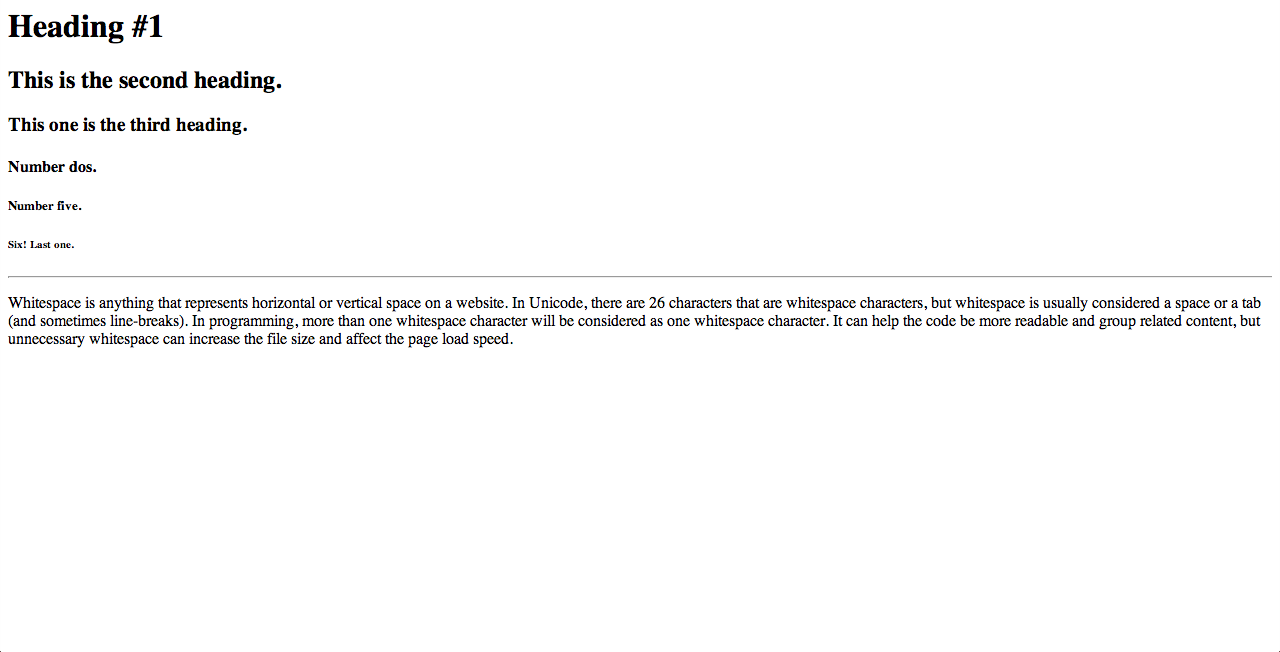 Heading #1
This is the second heading.
This one is the third heading.
Number dos.
Number five.
Six! Last one.
Whitespace is anything that represents horizontal or vertical space on a website. In Unicode, there are 26 characters that are whitespace characters, but whitespace is usually considered a space or a tab
(and sometimes line-breaks). In programming, more than one whitespace character will be considered as one whitespace character. It can help the code be more readable and group related content, but
unnecessary whitespace can increase the file size and affect the page load speed.